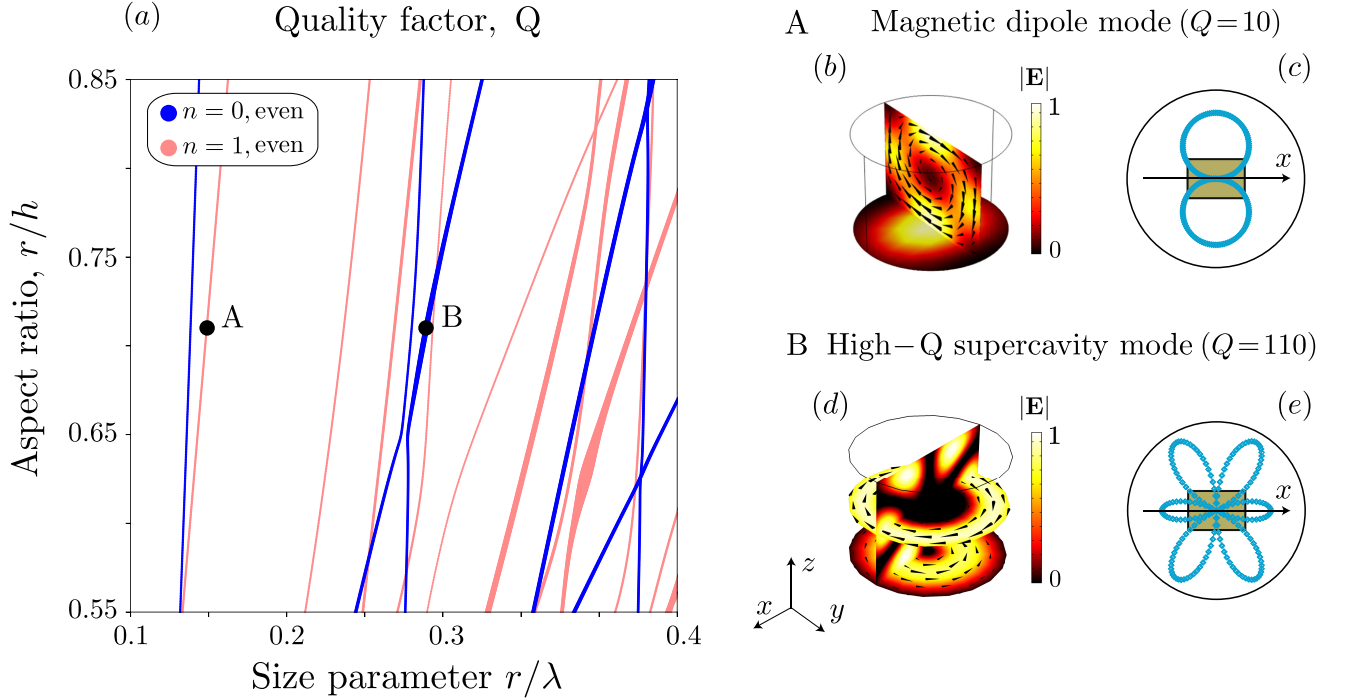 (a)
Quality factor, Q
0.85
0.75
0.65
0.55
0.1
0.2
0.3
0.4
Aspect ratio, r/h
Size parameter r/λ
n = 0, even
n = 1, even
A
B
A Magnetic dipole mode (Q=10)
(b)
|E|
1
0
(c)
x
B High−Q supercavity mode (Q=110)
(d)
|E|
1
0
z
x
y
(e)
x